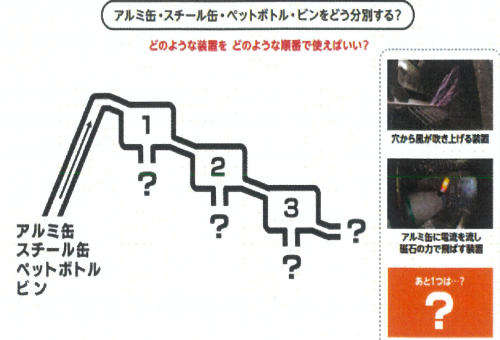 アルミ缶・スチール缶・ペットボトル・ビンをどう分別する?
どのような装置を どのような順番で使えばいい?
1
?
2
?
3
?
?
アルミ缶
スチール缶
ペットボトル
ビン
穴から風が吹き上げる装置
アルミ缶に電流を流し
磁石の力で飛ばす装置
あと1つは…?
?